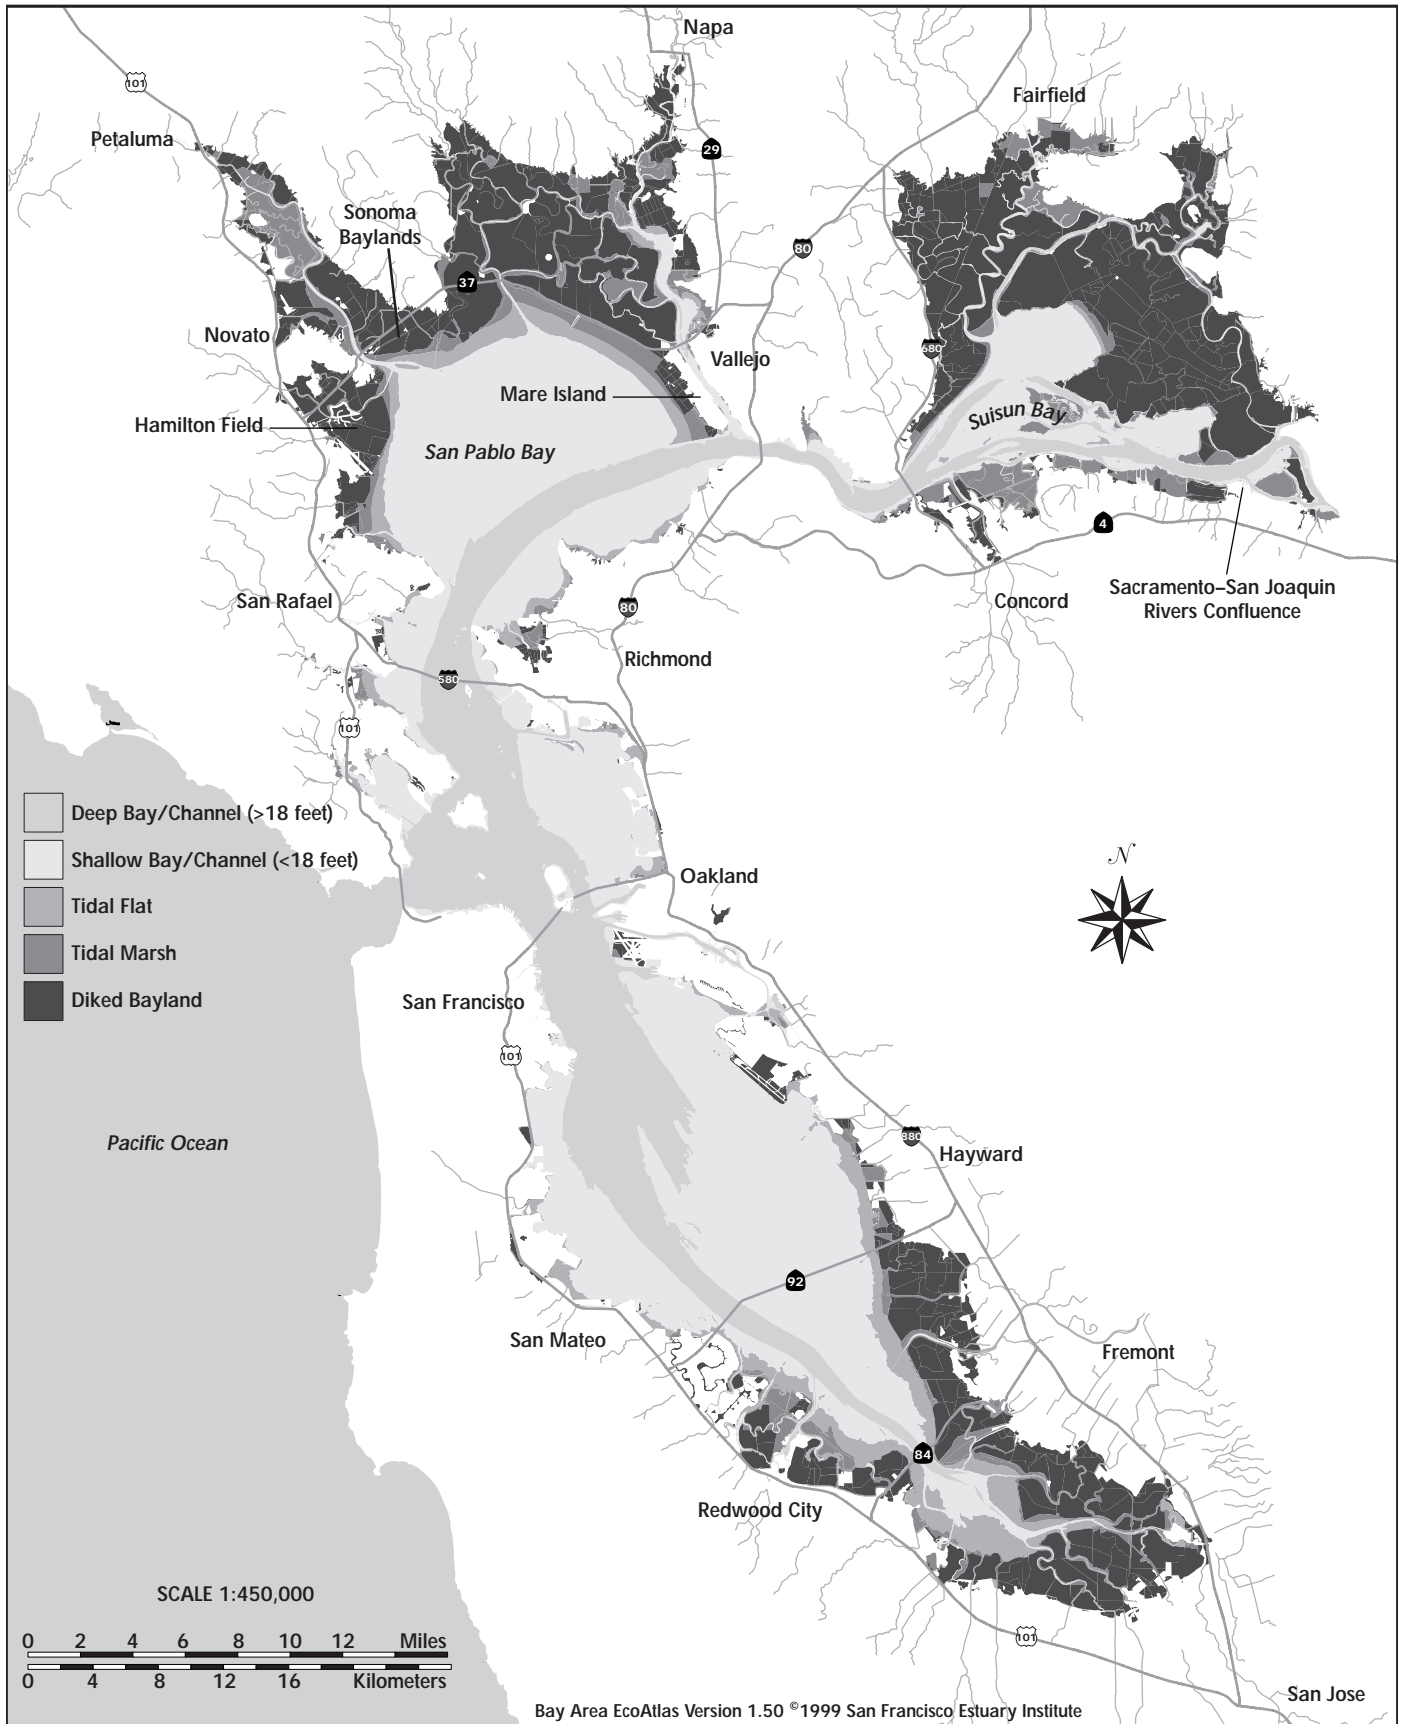 Napa
Fairfield
101
Petaluma
29
Sonoma
Baylands
80
37
Novato
Vallejo
680
Mare Island
Suisun Bay
Hamilton Field
San Pablo Bay
4
Sacramento–San Joaquin
Rivers Confluence
San Rafael
80
Concord
Richmond
580
101
Deep Bay/Channel (>18 feet)
Shallow Bay/Channel (<18 feet)
Tidal Flat
Tidal Marsh
Diked Bayland
N
Oakland
San Francisco
101
Pacific Ocean
880
Hayward
92
San Mateo
Fremont
84
Redwood City
SCALE 1:450,000
0 2 4 6 8 10 12 Miles
0 4 8 12 16 Kilometers
101
San Jose
Bay Area EcoAtlas Version 1.50 ©1999 San Francisco Estuary Institute